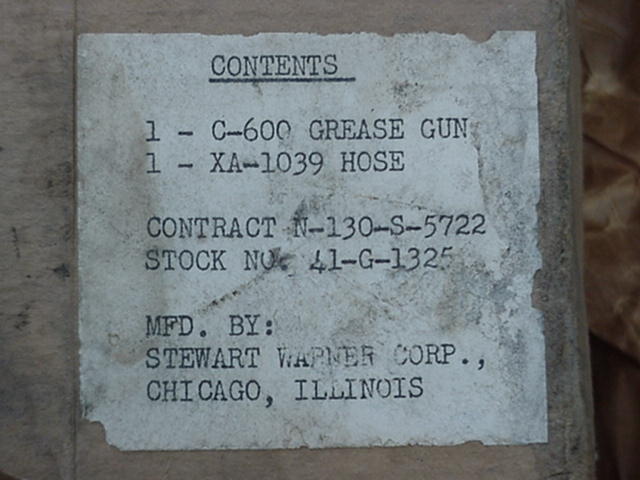 CONTENTS
1 - C-600 GREASE GUN
1 - XA-1039 HOSE
CONTRACT N-130-S-5722
STOCK NO. 41-G-1325
MFD. BY:
STEWART WARNER CORP.,
CHICAGO, ILLINOIS